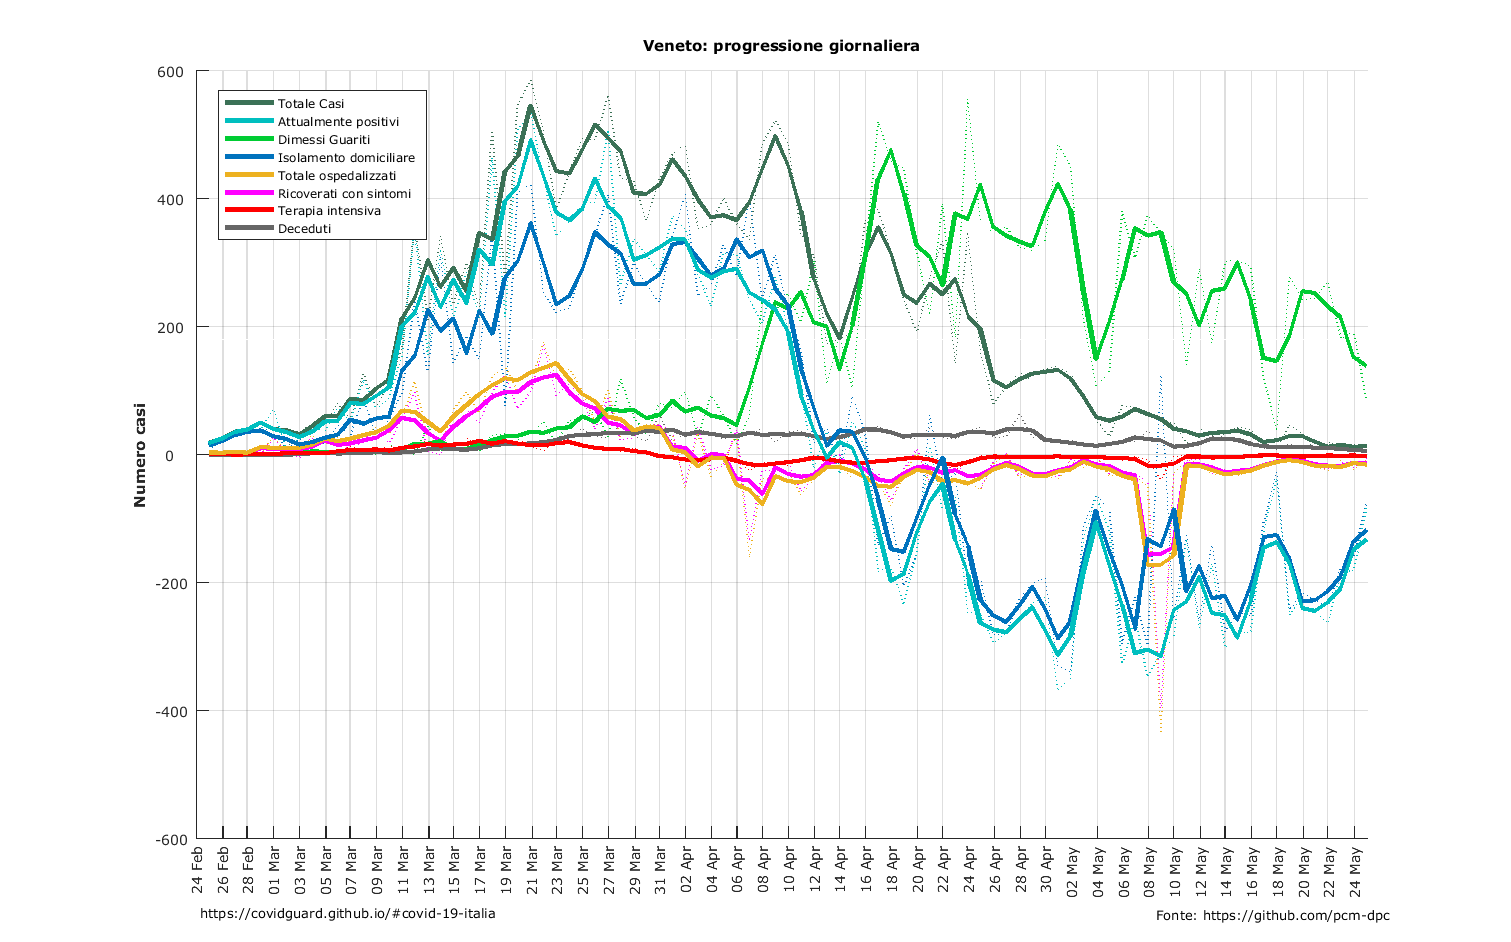 Veneto: progressione giornaliera
600
400
200
0
-200
-400
-600
Numero casi
Totale Casi
Attualmente positivi
Dimessi Guariti
Isolamento domiciliare
Totale ospedalizzati
Ricoverati con sintomi
Terapia intensiva
Deceduti
24 Feb
26 Feb
28 Feb
01 Mar
03 Mar
05 Mar
07 Mar
09 Mar
11 Mar
13 Mar
15 Mar
17 Mar
19 Mar
21 Mar
23 Mar
25 Mar
27 Mar
29 Mar
31 Mar
02 Apr
04 Apr
06 Apr
08 Apr
10 Apr
12 Apr
14 Apr
16 Apr
18 Apr
20 Apr
22 Apr
24 Apr
26 Apr
28 Apr
30 Apr
02 May
04 May
06 May
08 May
10 May
12 May
14 May
16 May
18 May
20 May
22 May
24 May
https://covidguard.github.io/#covid-19-italia
Fonte: https://github.com/pcm-dpc